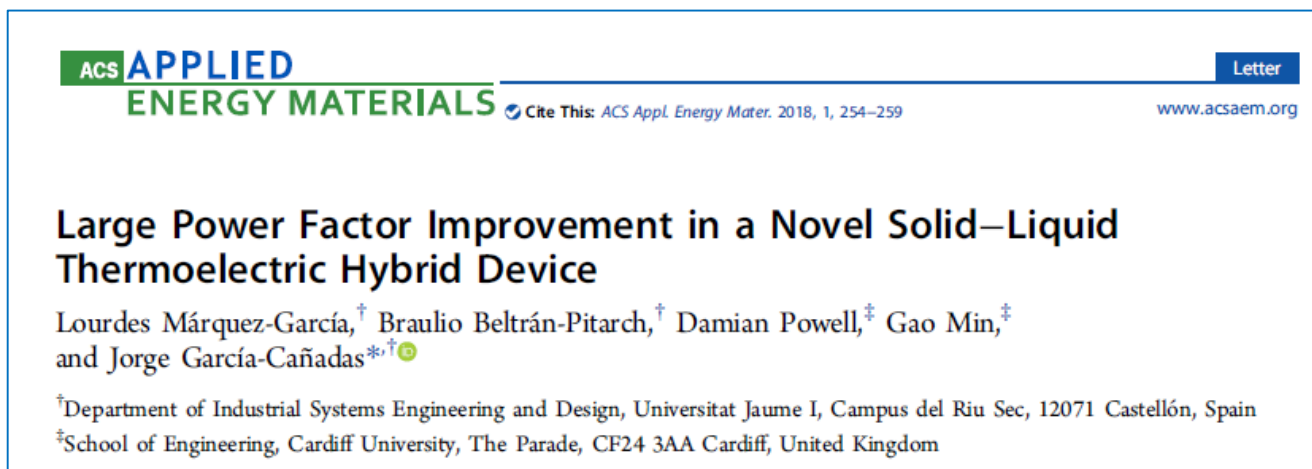 ACS APPLIED
ENERGY MATERIALS
Cite This: ACS Appl. Energy Mater. 2018, 1, 254−259
Letter
www.acsaem.org
Large Power Factor Improvement in a Novel Solid−Liquid
Thermoelectric Hybrid Device
Lourdes Márquez-García,† Braulio Beltrán-Pitarch,† Damian Powell,‡ Gao Min,‡
and Jorge García-Cañadas*,†
†Department of Industrial Systems Engineering and Design, Universitat Jaume I, Campus del Riu Sec, 12071 Castellón, Spain
‡School of Engineering, Cardiff University, The Parade, CF24 3AA Cardiff, United Kingdom